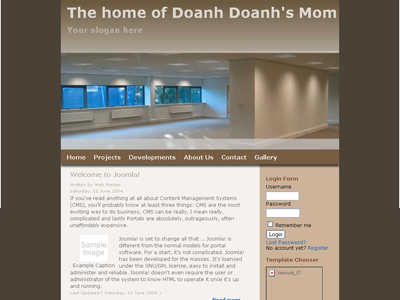 The home of Doanh Doanh's Mom
Your slogan here
Home Projects Developments About Us Contact Gallery
Welcome to Joomla!
Written by Web Master
Saturday, 12 June 2004
If you've read anything at all about Content Management Systems
(CMS), you'll probably know at least three things: CMS are the most
exciting way to do business, CMS can be really, I mean really,
complicated and lastly Portals are absolutely, outrageously, often
unaffordably expensive.
Sample
Image
Example Caption
Joomla! is set to change all that ... Joomla! is
different from the normal models for portal
software. For a start, it's not complicated. Joomla!
has been developed for the masses. It's licensed
under the GNU/GPL license, easy to install and
administer and reliable. Joomla! doesn't even require the user or
administrator of the system to know HTML to operate it once it's up
and running.
Last Updated ( Saturday, 12 June 2004 )
Read more...
Login Form
Username
Password
Remember me
Login
Lost Password?
No account yet? Register
Template Chooser